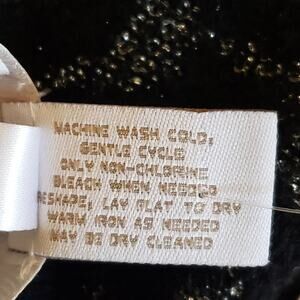 MACHINE WASH COLD,
GENTLE CYCLE
ONLY NON-CHLORINE
BLEACH WHEN NEEDED
RESHAPE, LAY FLAT TO DRY
WARM IRON AS NEEDED
MAY BE DRY CLEANED